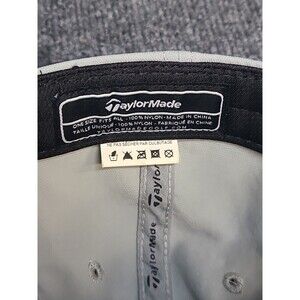 TaylorMade
ONE SIZE FITS ALL - 100% NYLON - MADE IN CHINA
TAILLE UNIQUE - 100% NYLON - FABRIQUÉ EN CHINE
TAYLORMADEGOLF.COM
NE PAS SÉCHER PAR CULBUTAGE
TaylorMade
TaylorMade